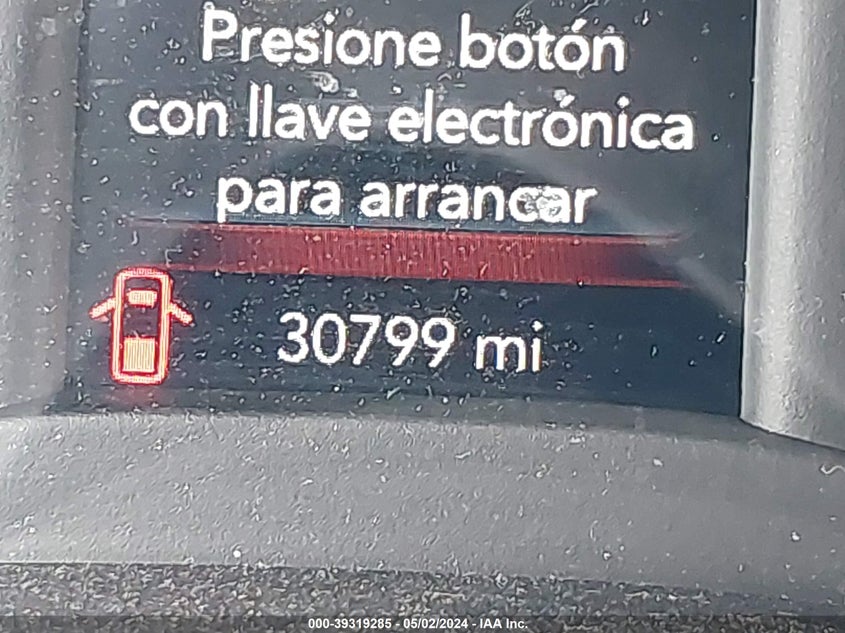 Presione botón
con llave electrónica
para arrancar
30799 mi
000-39319285 - 05/02/2024 - IAA Inc.